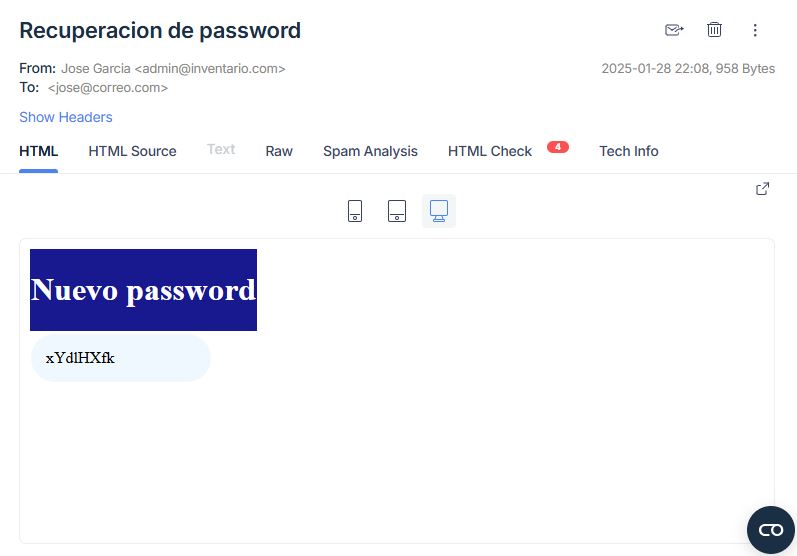 Recuperacion de password
From: Jose Garcia <admin@inventario.com>
2025-01-28 22:08, 958 Bytes
To: <jose@correo.com>
Show Headers
HTML
HTML Source
Text
Raw
Spam Analysis
HTML Check
4
Tech Info
Nuevo password
xYdlHXfk